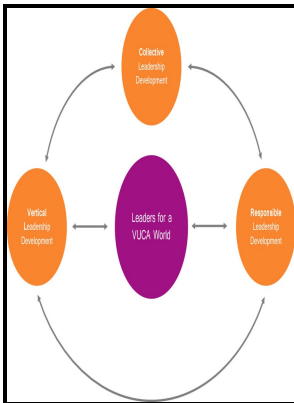 Collective
Leadership
Development
Vertical
Leadership
Development
Leaders for a
VUCA World
Responsible
Leadership
Development